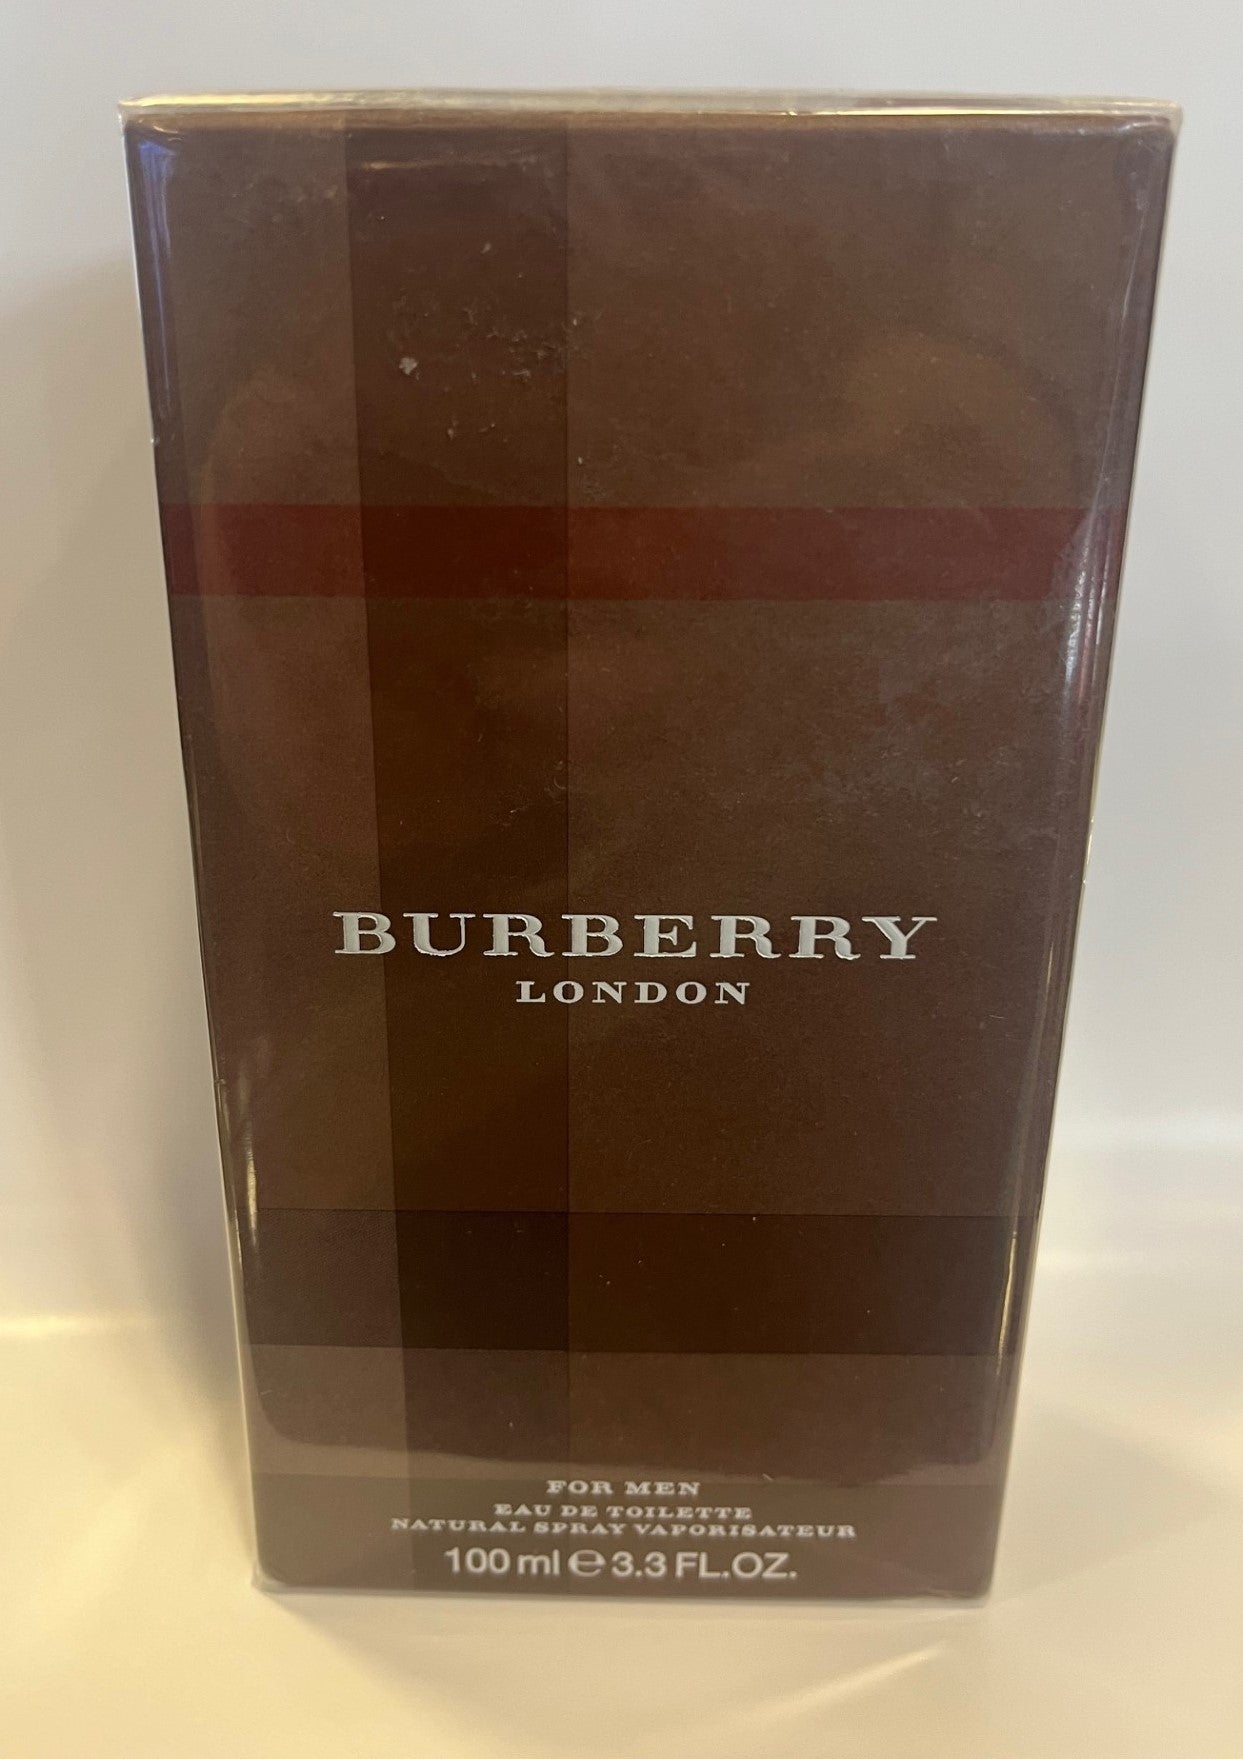 BURBERRY
LONDON
FOR MEN
EAU DE TOILETTE
NATURAL SPRAY VAPORISATEUR
100 ml ℮ 3.3 FL.OZ.